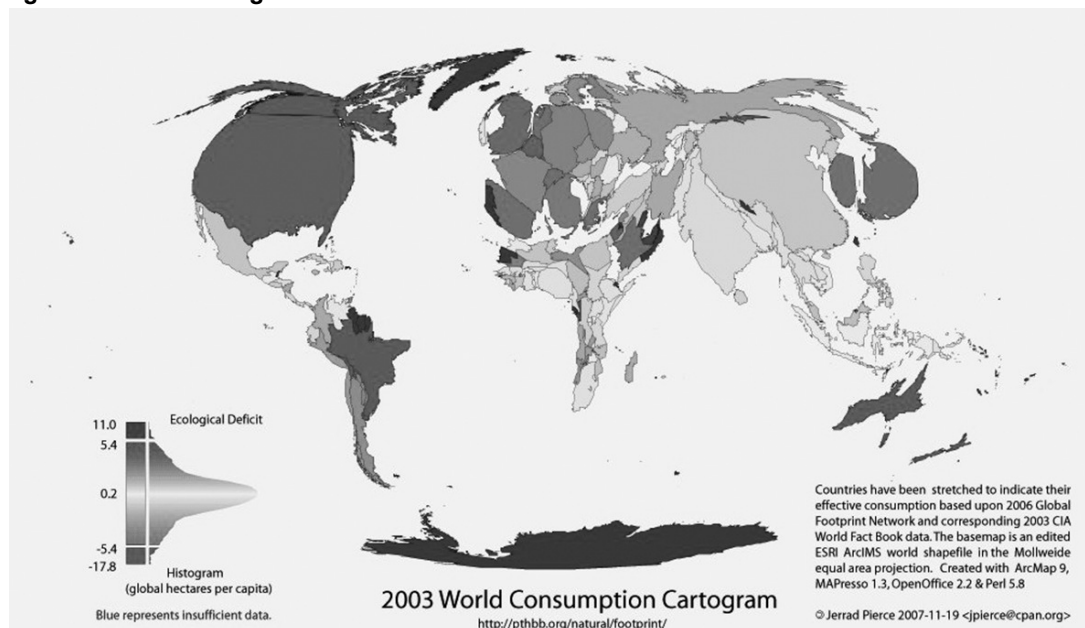 Ecological Deficit
11.0
5.4
0.2
-5.4
-17.8
Histogram
(global hectares per capita)
Blue represents insufficient data.
2003 World Consumption Cartogram
http://pthbb.org/natural/footprint/
Countries have been stretched to indicate their
effective consumption based upon 2006 Global
Footprint Network and corresponding 2003 CIA
World Fact Book data. The basemap is an edited
ESRI ArcIMS world shapefile in the Mollweide
equal area projection. Created with ArcMap 9,
MAPresso 1.3, OpenOffice 2.2 & Perl 5.8
© Jerrad Pierce 2007-11-19 <jpierce@cpan.org>